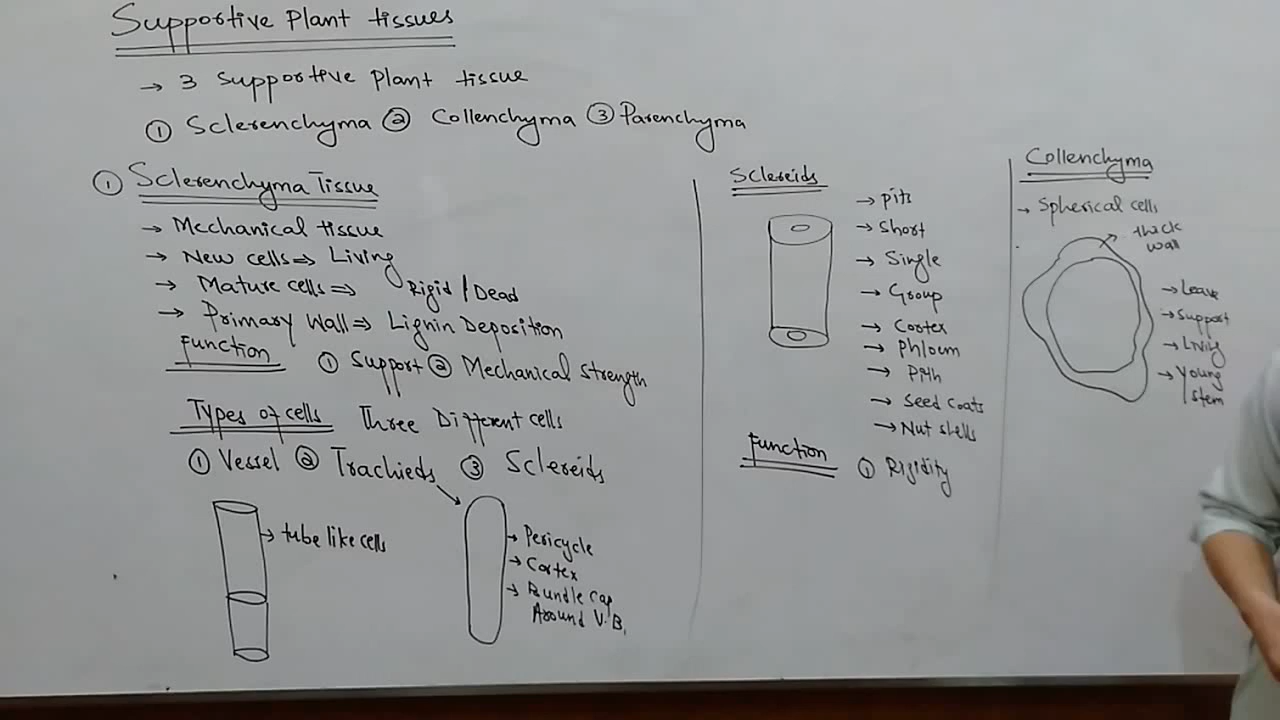 Supportive Plant tissues
→ 3 Supportive Plant tissue
① Sclerenchyma ② Collenchyma ③ Parenchyma
① Sclerenchyma Tissue
→ Mechanical tissue
→ New cells ⇒ Living
→ Mature cells ⇒ Rigid / Dead
→ Primary Wall ⇒ Lignin Deposition
Function ① Support ② Mechanical Strength
Types of cells Three Different cells
① Vessel ② Trachieds ③ Sclereids
→ tube like cells
→ Pericycle
→ Cortex
→ Bundle Cap
Around V.B.
Sclereids
→ Pits
→ Short
→ Single
→ Group
→ Cortex
→ Phloem
→ Pith
→ Seed coats
→ Nut shells
Function ① Rigidity
Collenchyma
→ Spherical cells
thick
wall
→ Leave
→ Support
→ Living
→ Young
stem